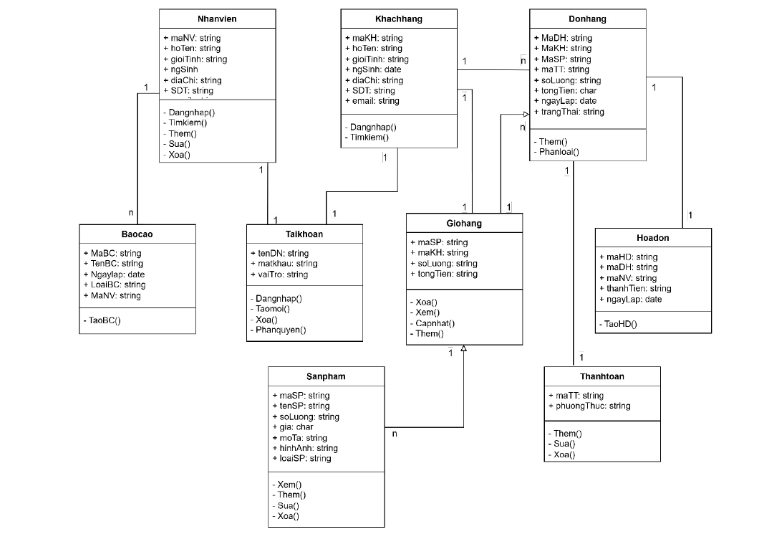 Nhanvien
+ maNV: string
+ hoTen: string
+ gioiTinh: string
+ ngSinh
+ diaChi: string
+ SDT: string
- Dangnhap()
- Timkiem()
- Them()
- Sua()
- Xoa()
Khachhang
+ maKH: string
+ hoTen: string
+ gioiTinh: string
+ ngSinh: date
+ diaChi: string
+ SDT: string
+ email: string
- Dangnhap()
- Timkiem()
Donhang
+ MaDH: string
+ MaKH: string
+ MaSP: string
+ maTT: string
+ soLuong: string
+ tongTien: char
+ ngayLap: date
+ trangThai: string
- Them()
- Phanloai()
1
n
1
1
n
1
1
1
1
n
1
1
1
1
1
Baocao
+ MaBC: string
+ TenBC: string
+ Ngaylap: date
+ LoaiBC: string
+ MaNV: string
- TaoBC()
Taikhoan
+ tenDN: string
+ matkhau: string
+ vaiTro: string
- Dangnhap()
- Taomoi()
- Xoa()
- Phanquyen()
Giohang
+ maSP: string
+ maKH: string
+ soLuong: string
+ tongTien: string
- Xoa()
- Xem()
- Capnhat()
- Them()
Hoadon
+ maHD: string
+ maDH: string
+ maNV: string
+ thanhTien: string
+ ngayLap: date
- TaoHD()
1
1
Sanpham
+ maSP: string
+ tenSP: string
+ soLuong: string
+ gia: char
+ moTa: string
+ hinhAnh: string
+ loaiSP: string
- Xem()
- Them()
- Sua()
- Xoa()
n
Thanhtoan
+ maTT: string
+ phuongThuc: string
- Them()
- Sua()
- Xoa()